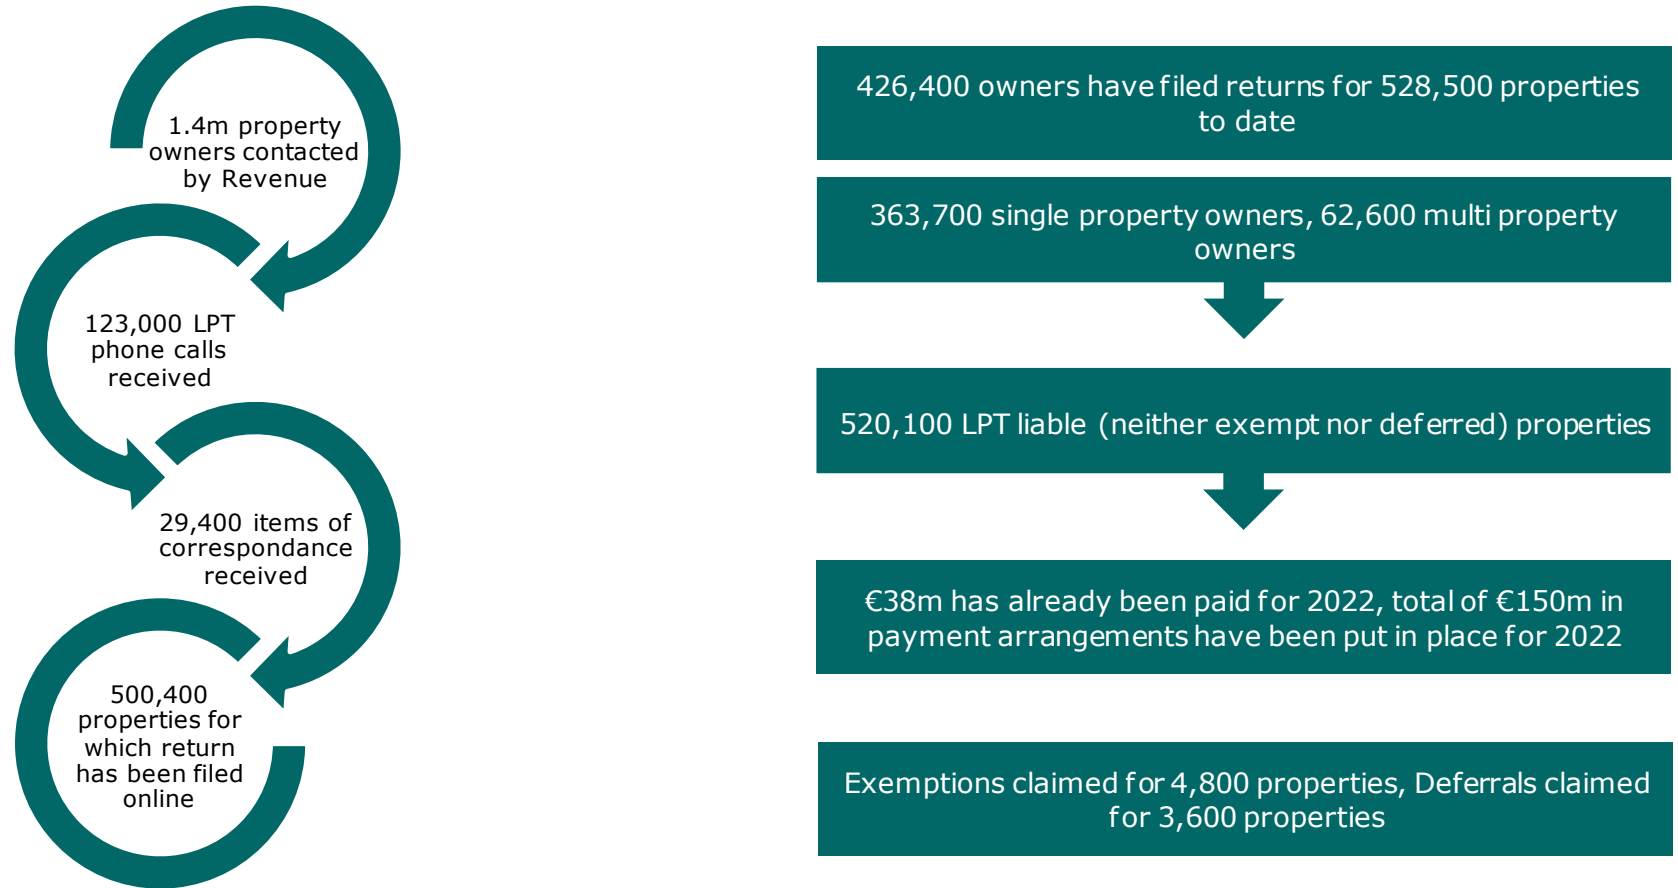 1.4m property
owners contacted
by Revenue
123,000 LPT
phone calls
received
29,400 items of
correspondance
received
500,400
properties for
which return
has been filed
online
426,400 owners have filed returns for 528,500 properties
to date
363,700 single property owners, 62,600 multi property
owners
520,100 LPT liable (neither exempt nor deferred) properties
€38m has already been paid for 2022, total of €150m in
payment arrangements have been put in place for 2022
Exemptions claimed for 4,800 properties, Deferrals claimed
for 3,600 properties